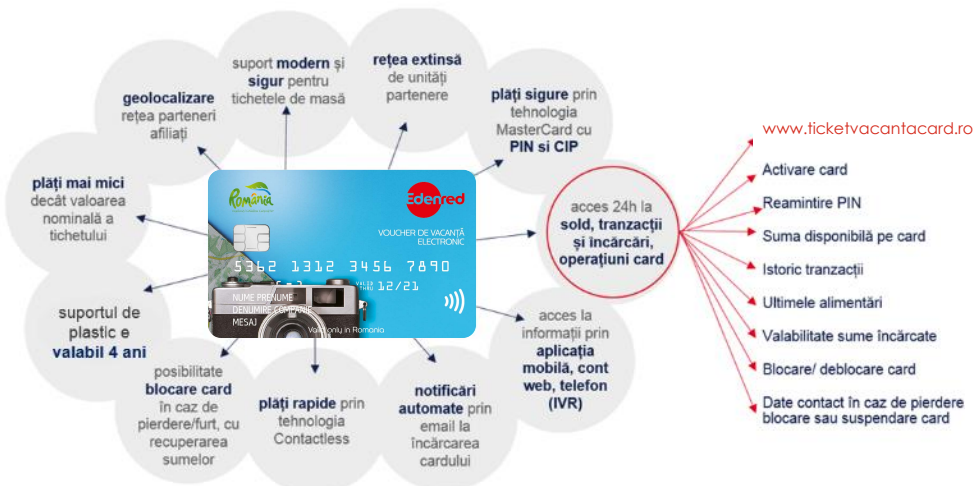 suport modern și
sigur pentru
tichetele de masă
rețea extinsă
de unități
partenere
geolocalizare
rețea parteneri
afiliați
plăți sigure prin
tehnologia
MasterCard cu
PIN si CIP
plăți mai mici
decât valoarea
nominală a
tichetului
România
Edenred
VOUCHER DE VACANȚĂ
ELECTRONIC
5362 1312 3456 7890
12/21
NUME PRENUME
DENUMIRE COMPANIE
MESAJ
Valid only in Romania
acces 24h la
sold, tranzacții
și încărcări,
operațiuni card
www.ticketvacantacard.ro
Activare card
Reamintire PIN
Suma disponibilă pe card
Istoric tranzacții
Ultimele alimentări
Valabilitate sume încărcate
Blocare/ deblocare card
Date contact în caz de pierdere
blocare sau suspendare card
suportul de
plastic e
valabil 4 ani
posibilitate
blocare card
în caz de
pierdere/furt, cu
recuperarea
sumelor
plăți rapide prin
tehnologia
Contactless
notificări
automate prin
email la
încărcarea
cardului
acces la
informații prin
aplicația
mobilă, cont
web, telefon
(IVR)